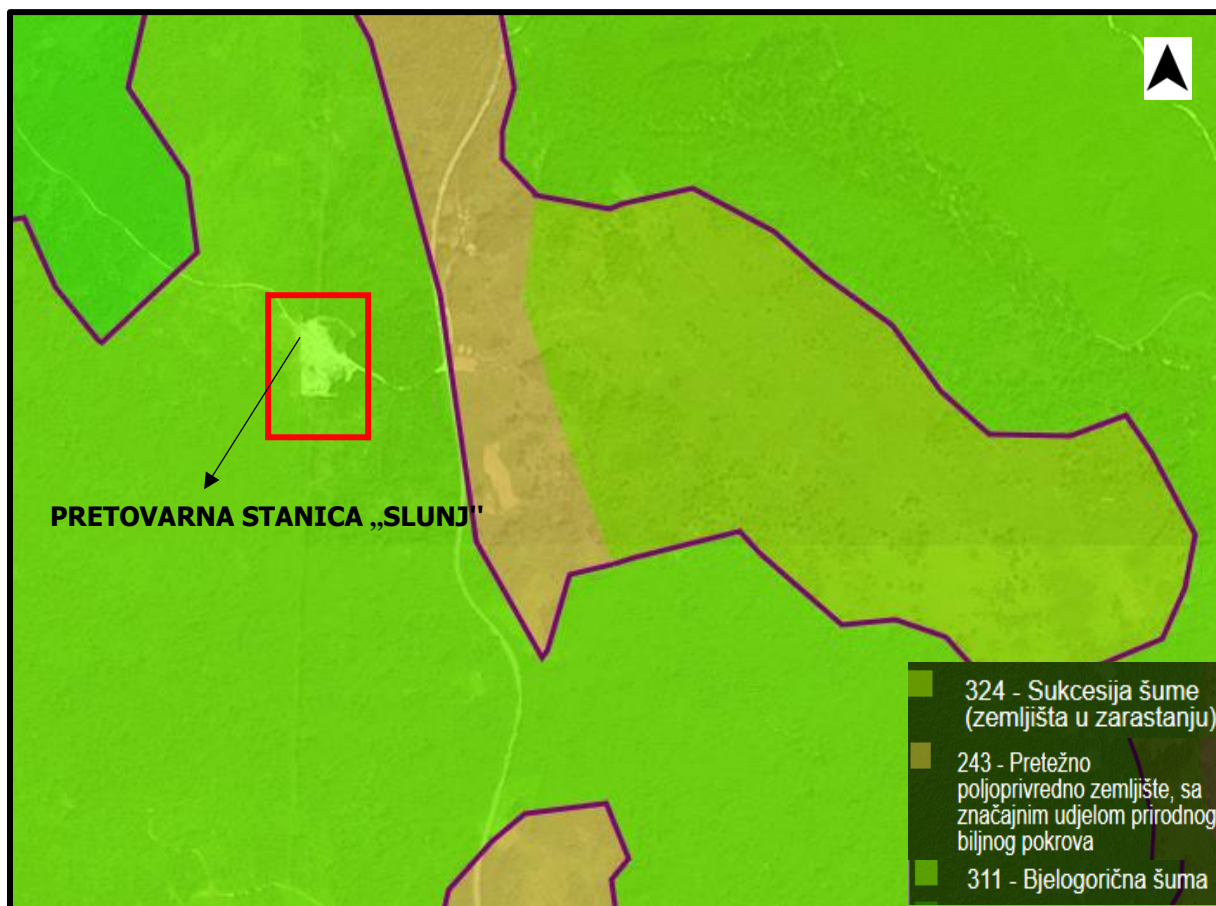 PRETOVARNA STANICA „SLUNJ"
324 - Sukcesija šume
(zemljišta u zarastanju)
243 - Pretežno
poljoprivredno zemljište, sa
značajnim udjelom prirodnog
biljnog pokrova
311 - Bjelogorična šuma